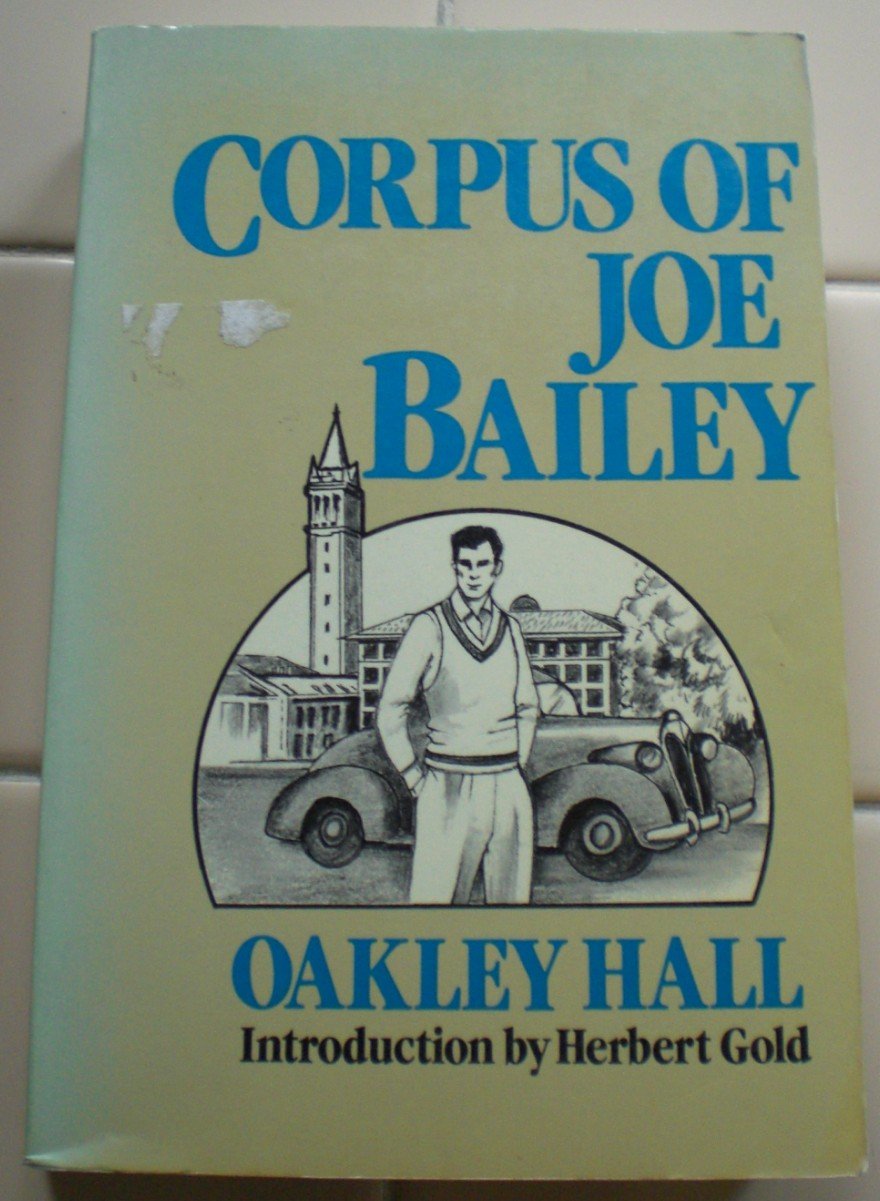 CORPUS OF
JOE
BAILEY
OAKLEY HALL
Introduction by Herbert Gold